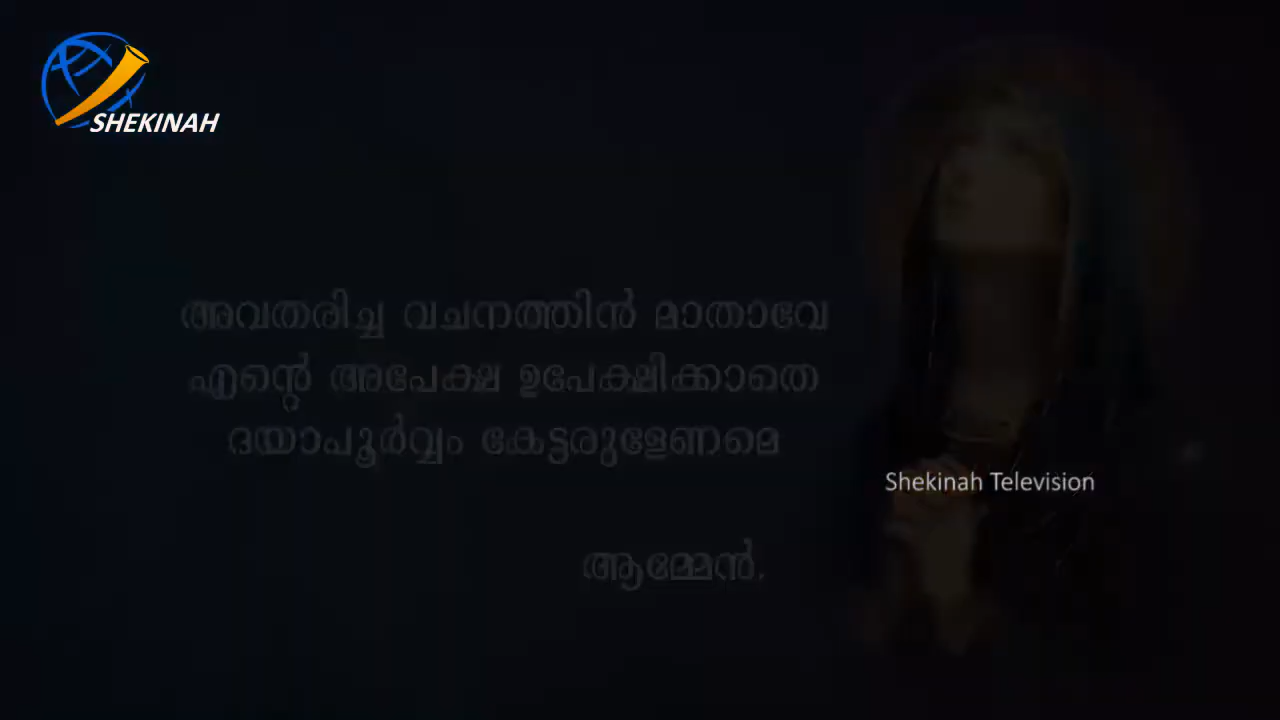 SHEKINAH
അവതരിച്ച വചനത്തിൻ മാതാവേ
എന്റെ അപേക്ഷ ഉപേക്ഷിക്കാതെ
ദയാപൂർവ്വം കേട്ടരുളേണമെ
Shekinah Television
ആമ്മേൻ.